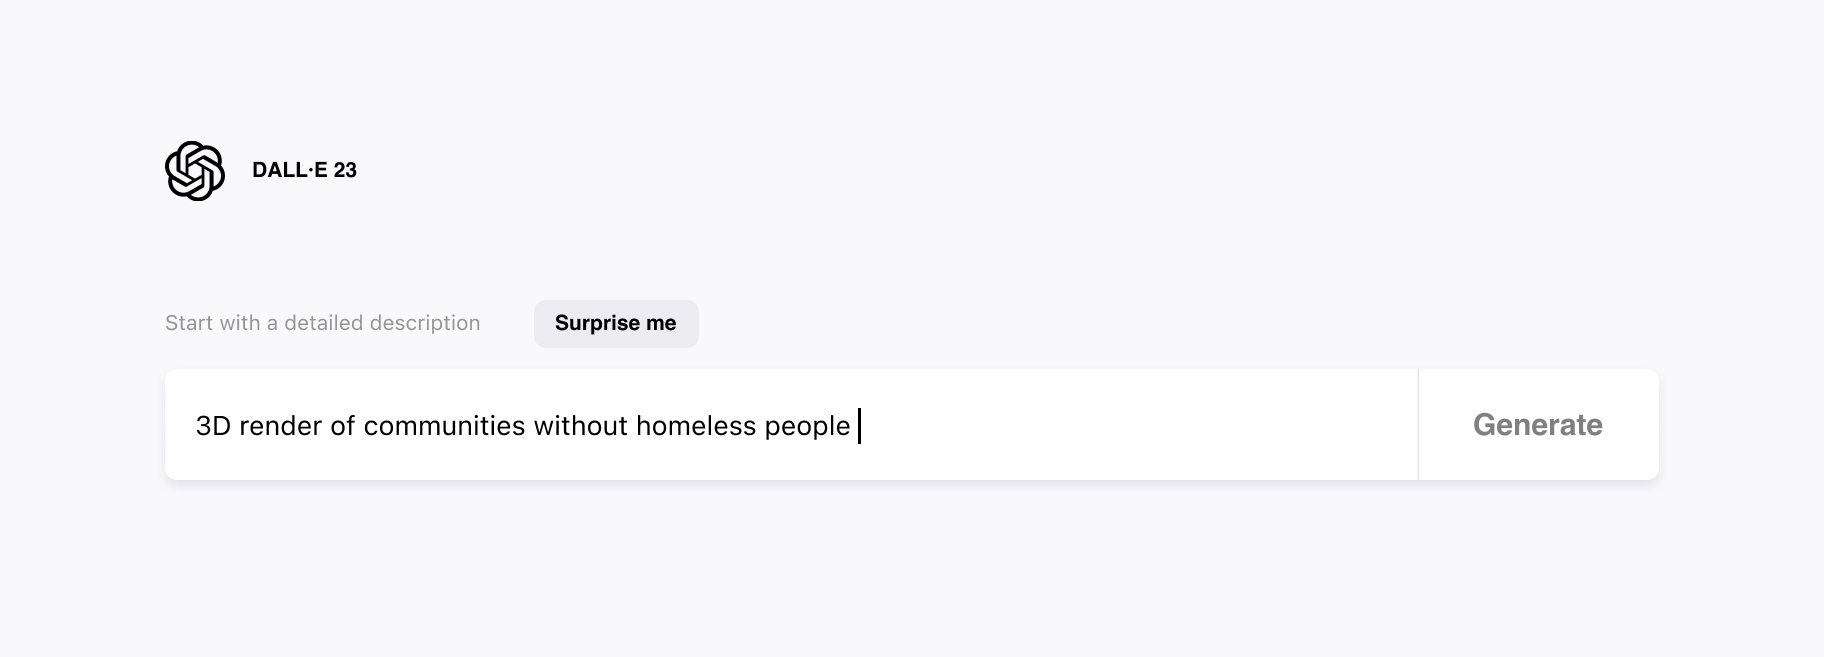 DALL·E 23
Start with a detailed description
Surprise me
3D render of communities without homeless people
Generate